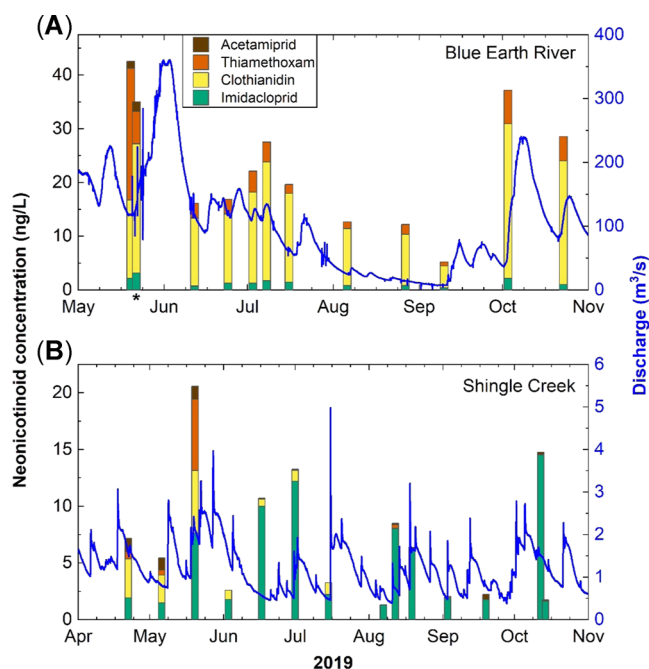 (A)
Acetamiprid
Thiamethoxam
Clothianidin
Imidacloprid
Blue Earth River
40
30
20
10
0
400
300
200
100
0
May
*
Jun
Jul
Aug
Sep
Oct
Nov
Neonicotinoid concentration (ng/L)
Discharge (m³/s)
(B)
Shingle Creek
20
15
10
5
0
6
5
4
3
2
1
0
Apr
May
Jun
Jul
Aug
Sep
Oct
Nov
2019